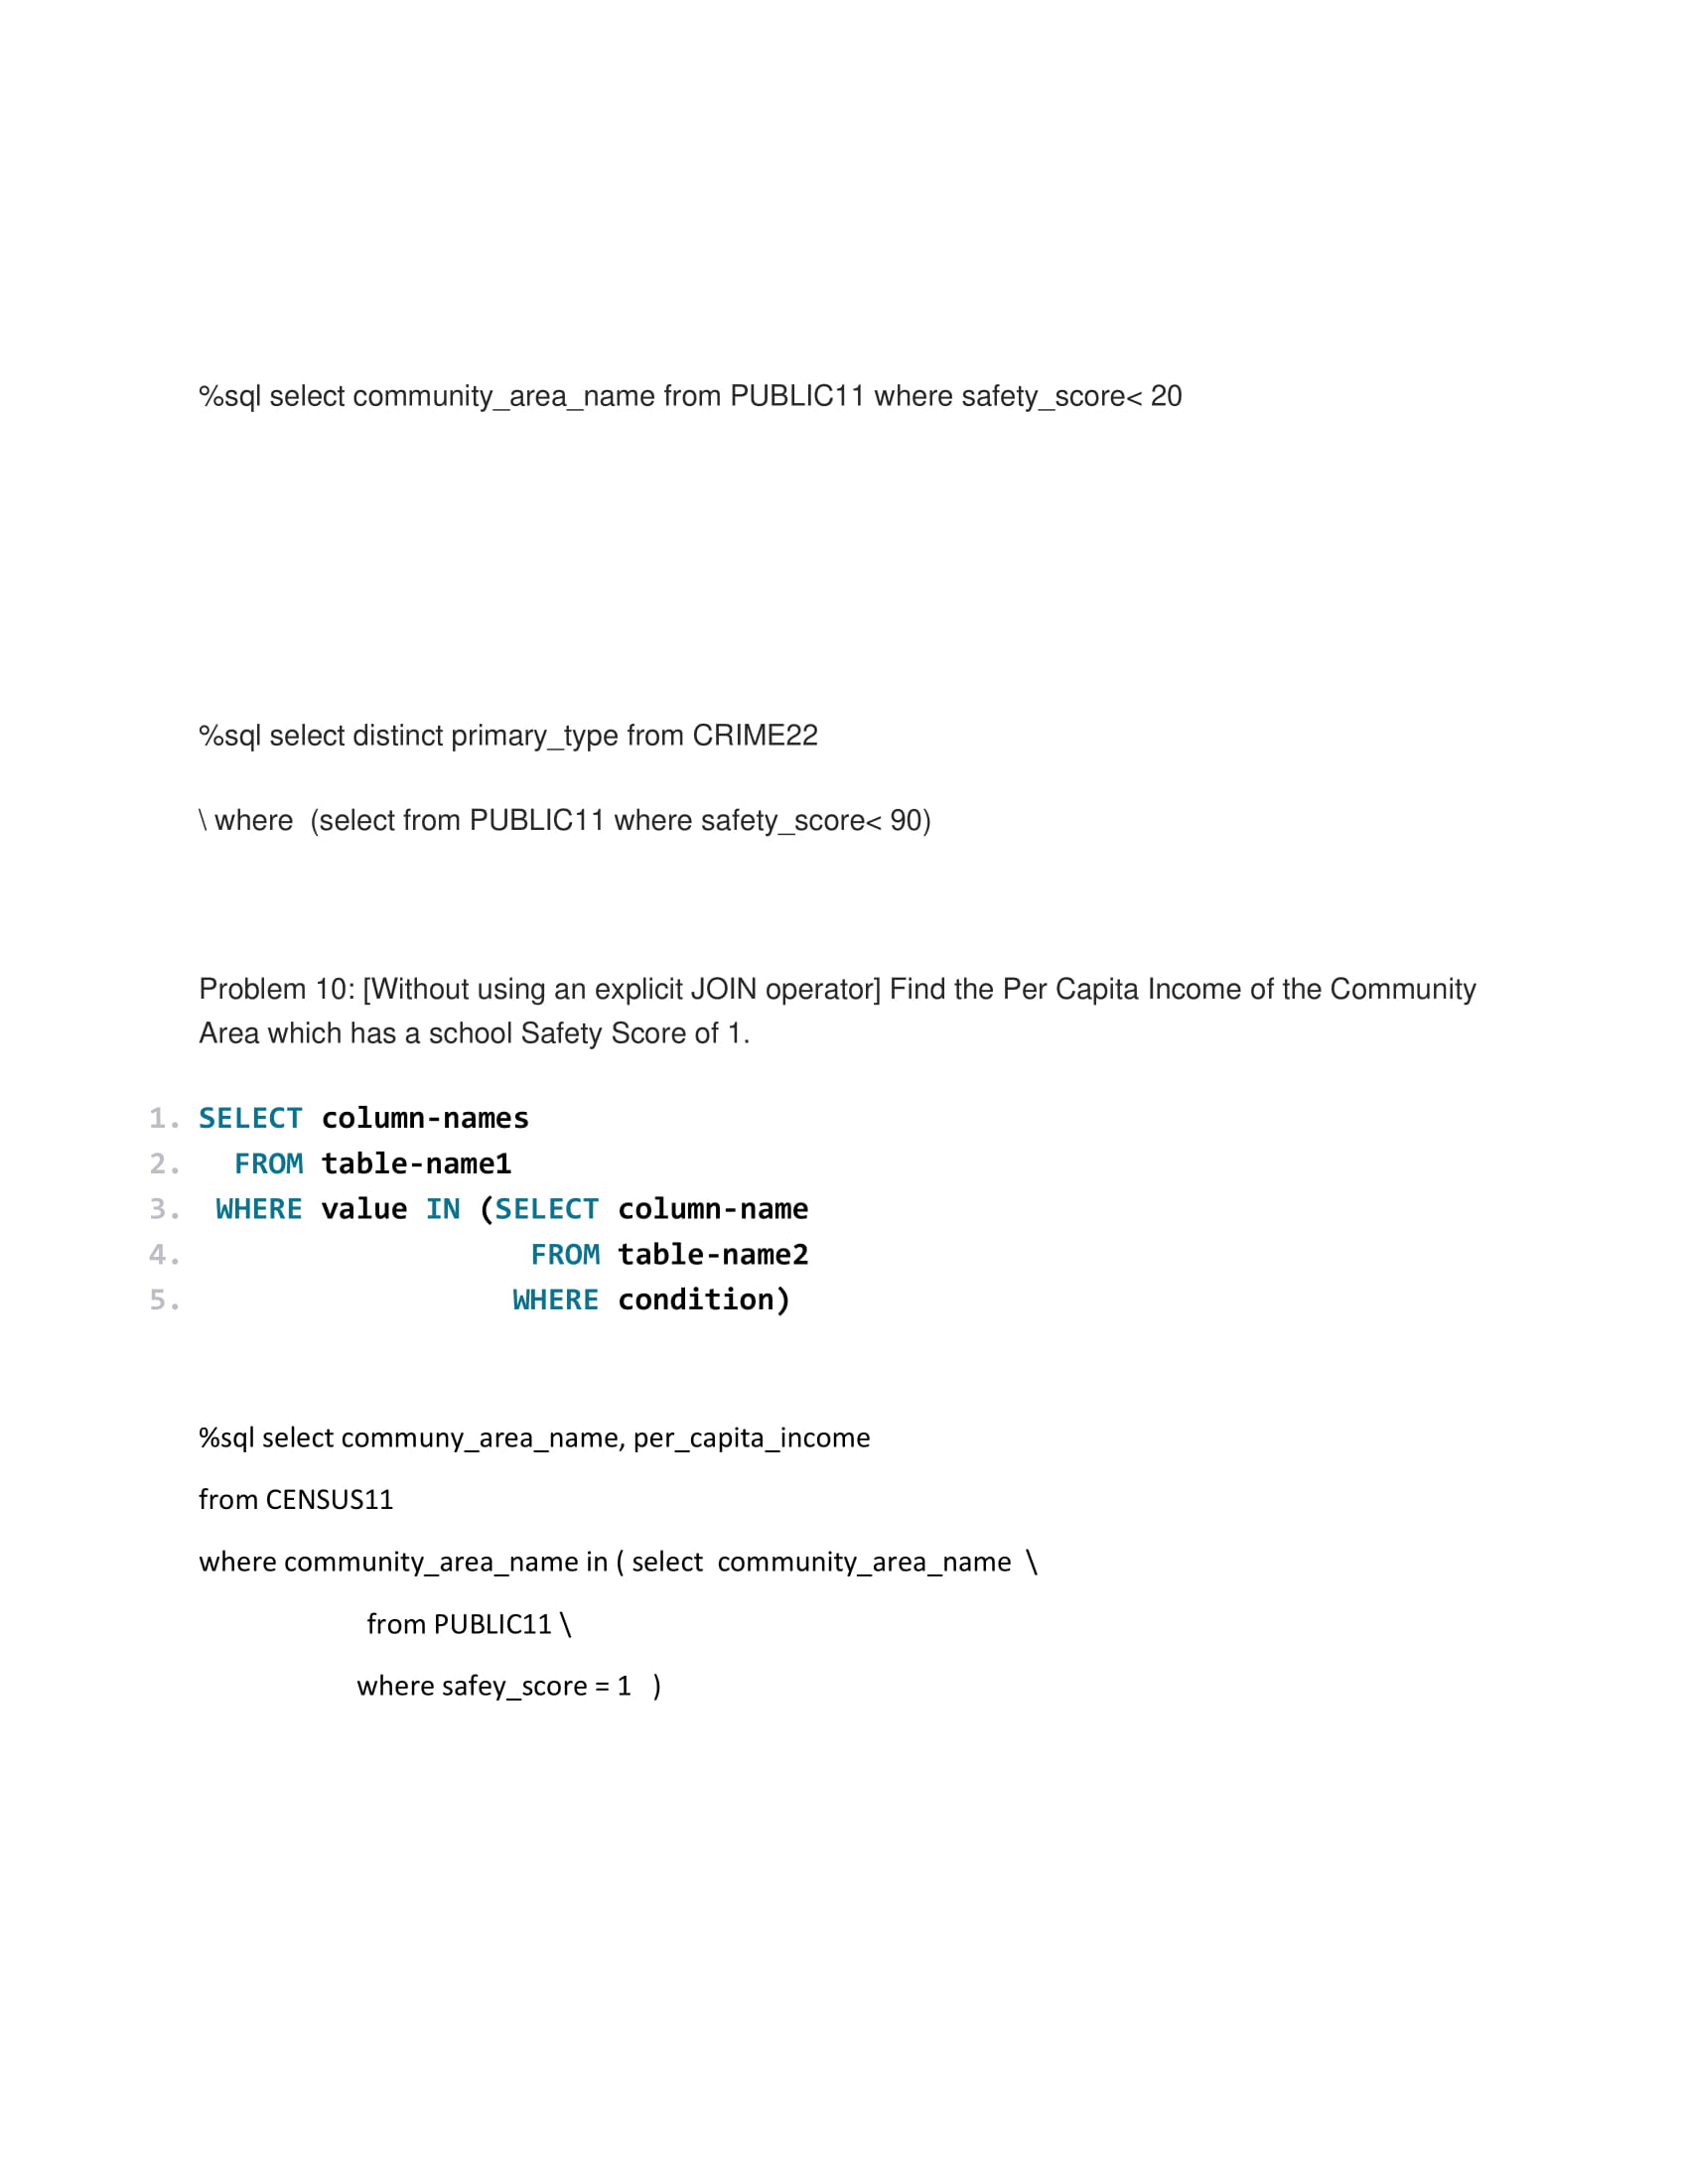 %sql select community_area_name from PUBLIC11 where safety_score< 20
%sql select distinct primary_type from CRIME22
\ where  (select from PUBLIC11 where safety_score< 90)
Problem 10: [Without using an explicit JOIN operator] Find the Per Capita Income of the Community
Area which has a school Safety Score of 1.
1. SELECT column-names
2.   FROM table-name1
3.  WHERE value IN (SELECT column-name
4.                   FROM table-name2
5.                  WHERE condition)
%sql select communy_area_name, per_capita_income
from CENSUS11
where community_area_name in ( select  community_area_name  \
from PUBLIC11 \
where safey_score = 1   )